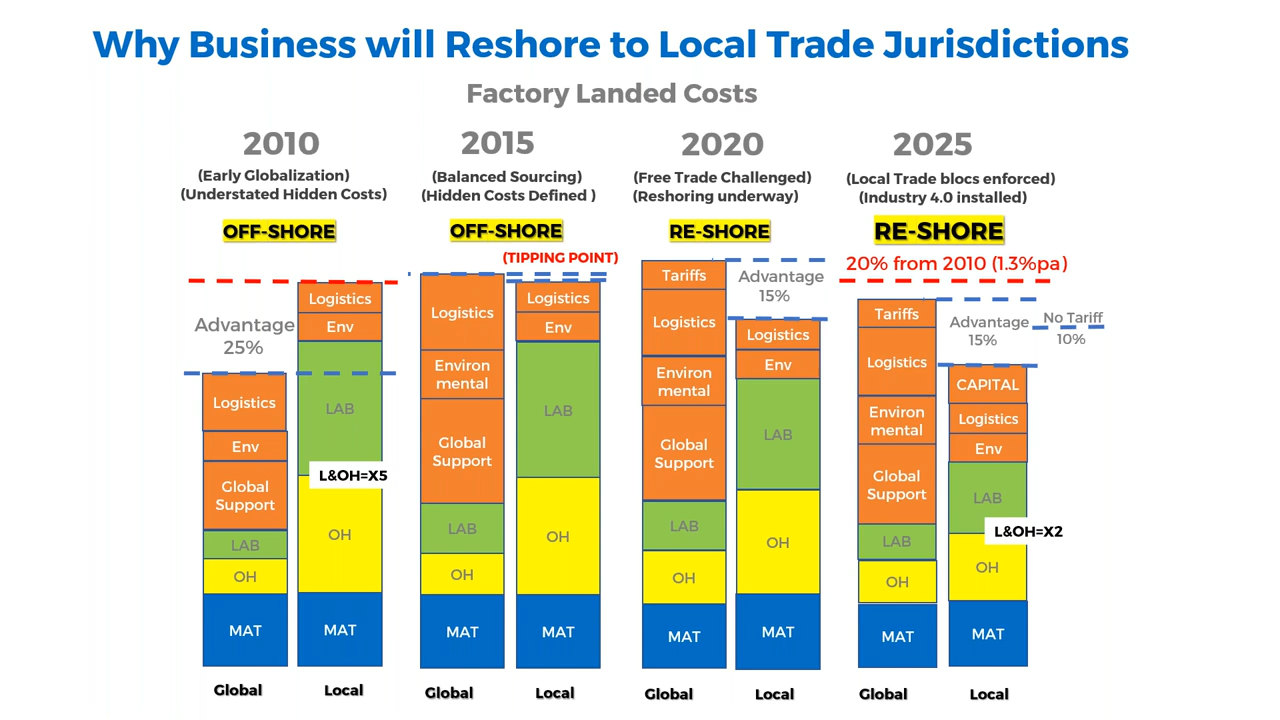 Why Business will Reshore to Local Trade Jurisdictions
Factory Landed Costs
2010
(Early Globalization)
(Understated Hidden Costs)
OFF-SHORE
Advantage
25%
Logistics
Env
Global
Support
LAB
OH
MAT
Global
Logistics
Env
LAB
L&OH=X5
OH
MAT
Local
2015
(Balanced Sourcing)
(Hidden Costs Defined )
OFF-SHORE
(TIPPING POINT)
Logistics
Environ
mental
Global
Support
LAB
OH
MAT
Global
Logistics
Env
LAB
OH
MAT
Local
2020
(Free Trade Challenged)
(Reshoring underway)
RE-SHORE
Tariffs
Logistics
Environ
mental
Global
Support
LAB
OH
MAT
Global
Advantage
15%
Logistics
Env
LAB
OH
MAT
Local
2025
(Local Trade blocs enforced)
(Industry 4.0 installed)
RE-SHORE
20% from 2010 (1.3%pa)
Tariffs
Logistics
Environ
mental
Global
Support
LAB
OH
MAT
Global
Advantage
15%
No Tariff
10%
CAPITAL
Logistics
Env
LAB
L&OH=X2
OH
MAT
Local